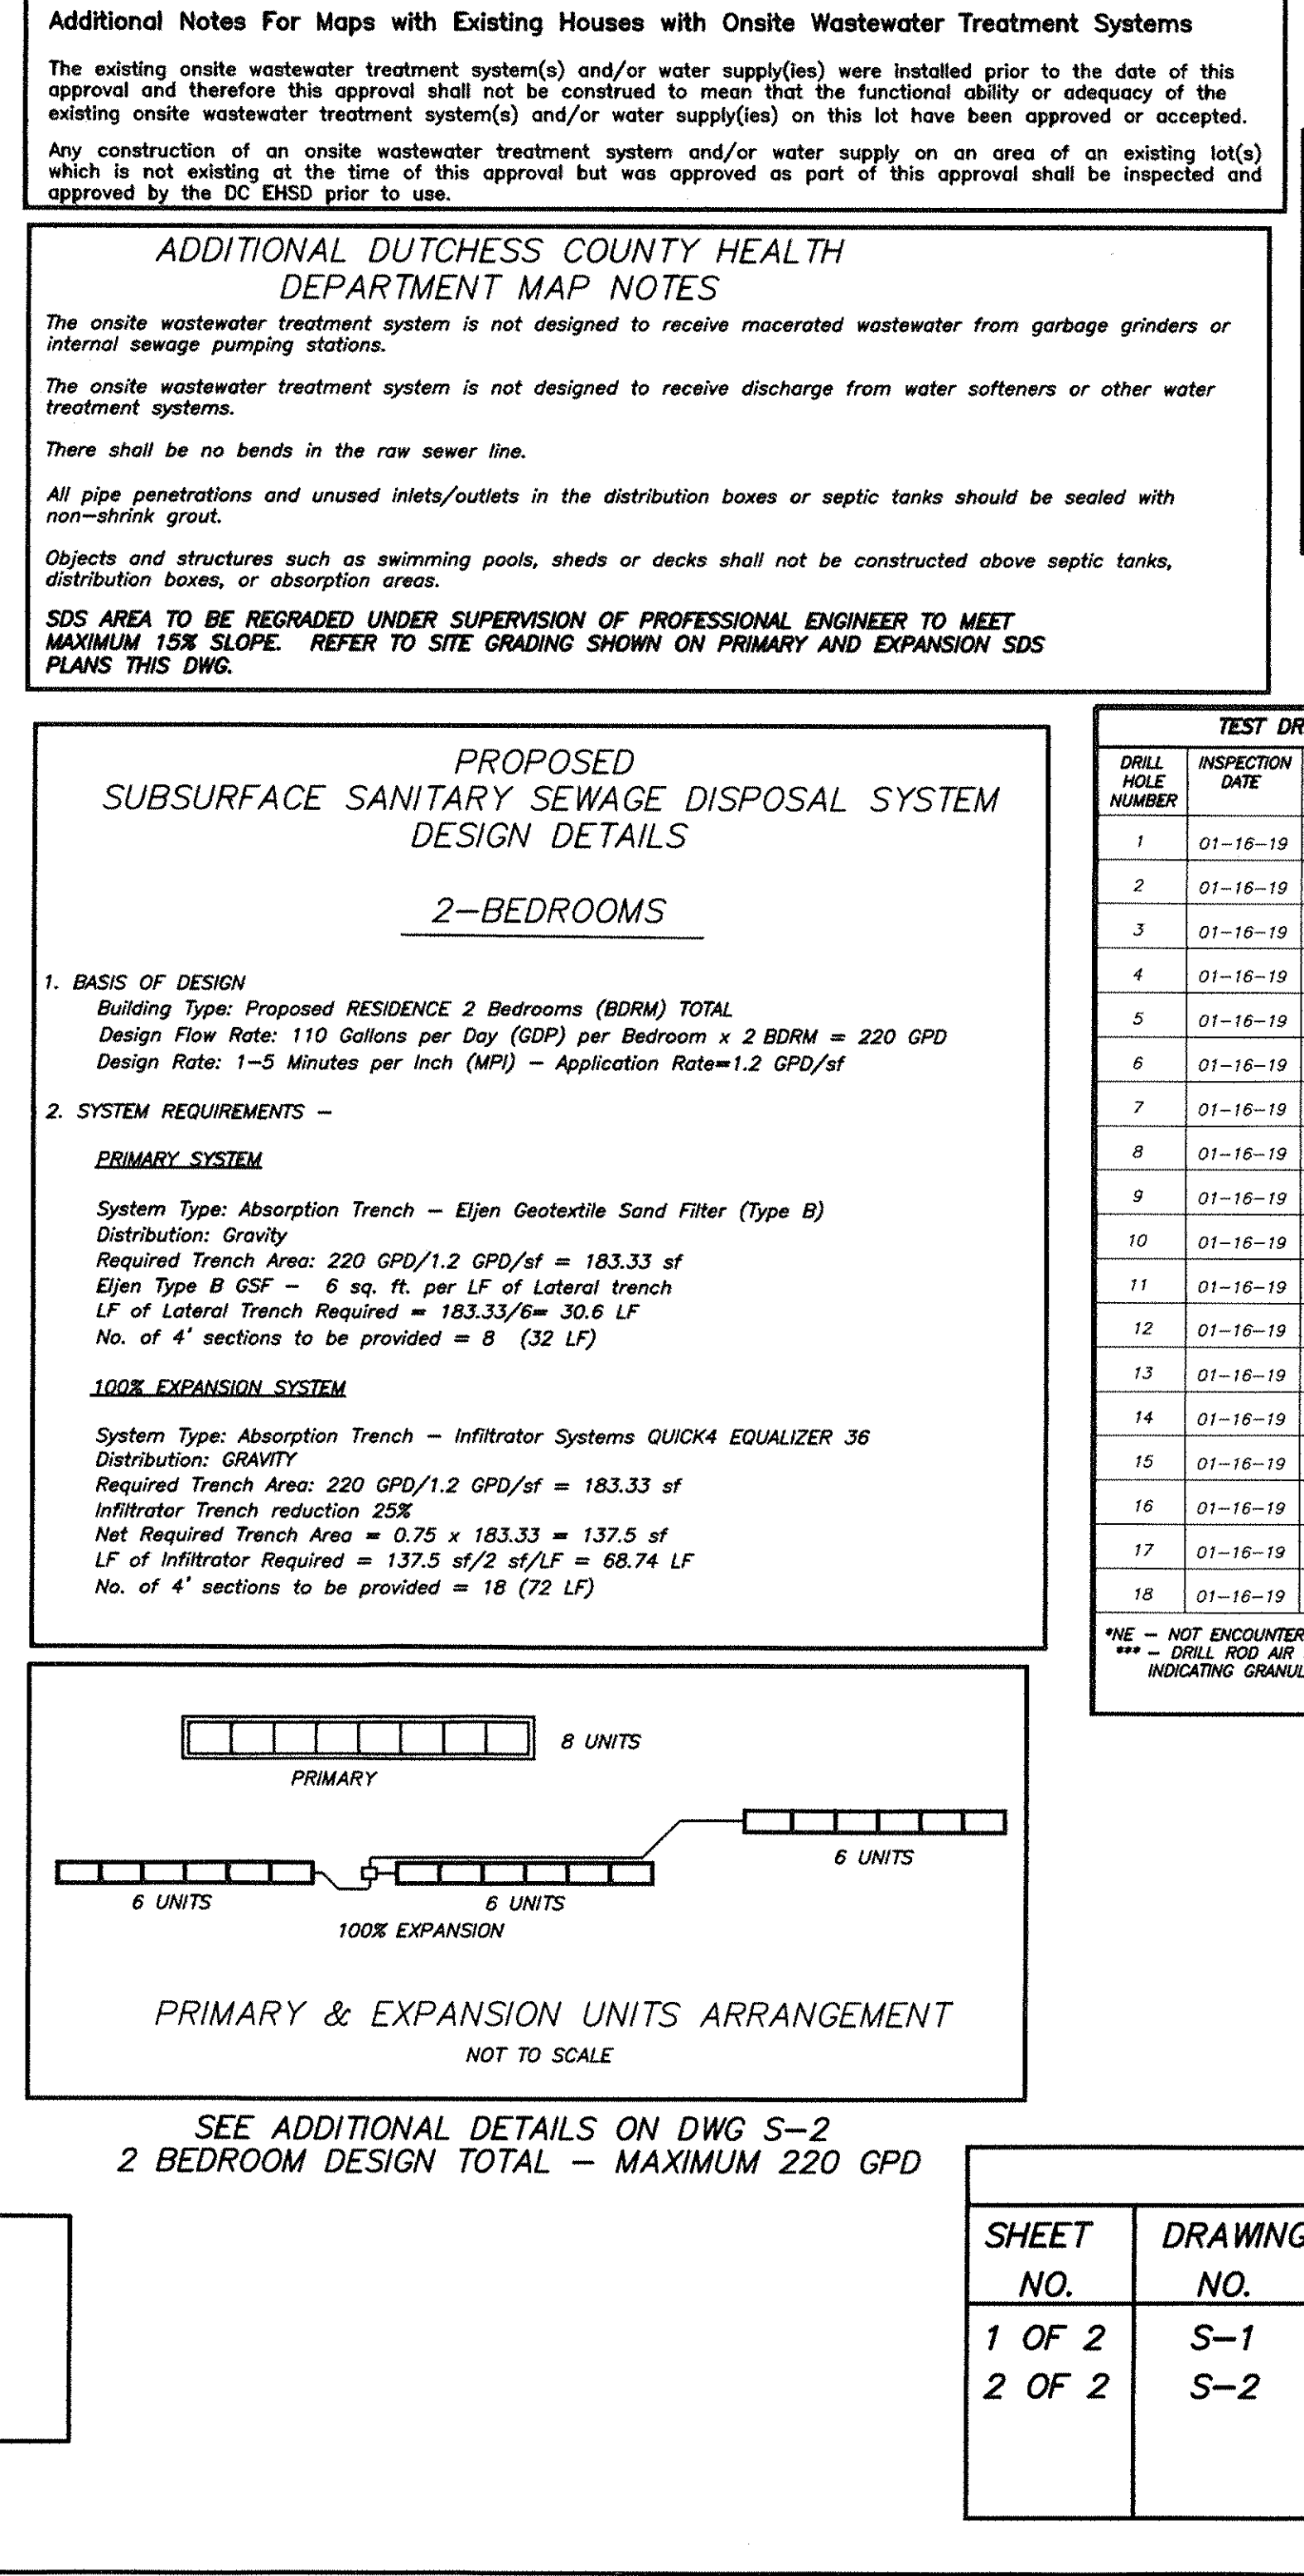 Additional Notes For Maps with Existing Houses with Onsite Wastewater Treatment Systems
The existing onsite wastewater treatment system(s) and/or water supply(ies) were installed prior to the date of this
approval and therefore this approval shall not be construed to mean that the functional ability or adequacy of the
existing onsite wastewater treatment system(s) and/or water supply(ies) on this lot have been approved or accepted.
Any construction of an onsite wastewater treatment system and/or water supply on an area of an existing lot(s)
which is not existing at the time of this approval but was approved as part of this approval shall be inspected and
approved by the DC EHSD prior to use.
ADDITIONAL DUTCHESS COUNTY HEALTH
DEPARTMENT MAP NOTES
The onsite wastewater treatment system is not designed to receive macerated wastewater from garbage grinders or
internal sewage pumping stations.
The onsite wastewater treatment system is not designed to receive discharge from water softeners or other water
treatment systems.
There shall be no bends in the raw sewer line.
All pipe penetrations and unused inlets/outlets in the distribution boxes or septic tanks should be sealed with
non-shrink grout.
Objects and structures such as swimming pools, sheds or decks shall not be constructed above septic tanks,
distribution boxes, or absorption areas.
SDS AREA TO BE REGRADED UNDER SUPERVISION OF PROFESSIONAL ENGINEER TO MEET
MAXIMUM 15% SLOPE. REFER TO SITE GRADING SHOWN ON PRIMARY AND EXPANSION SDS
PLANS THIS DWG.
PROPOSED
SUBSURFACE SANITARY SEWAGE DISPOSAL SYSTEM
DESIGN DETAILS
2-BEDROOMS
1. BASIS OF DESIGN
Building Type: Proposed RESIDENCE 2 Bedrooms (BDRM) TOTAL
Design Flow Rate: 110 Gallons per Day (GDP) per Bedroom x 2 BDRM = 220 GPD
Design Rate: 1-5 Minutes per Inch (MPI) - Application Rate=1.2 GPD/sf
2. SYSTEM REQUIREMENTS -
PRIMARY SYSTEM
System Type: Absorption Trench - Eljen Geotextile Sand Filter (Type B)
Distribution: Gravity
Required Trench Area: 220 GPD/1.2 GPD/sf = 183.33 sf
Eljen Type B GSF - 6 sq. ft. per LF of Lateral trench
LF of Lateral Trench Required = 183.33/6= 30.6 LF
No. of 4' sections to be provided = 8 (32 LF)
100% EXPANSION SYSTEM
System Type: Absorption Trench - Infiltrator Systems QUICK4 EQUALIZER 36
Distribution: GRAVITY
Required Trench Area: 220 GPD/1.2 GPD/sf = 183.33 sf
Infiltrator Trench reduction 25%
Net Required Trench Area = 0.75 x 183.33 = 137.5 sf
LF of Infiltrator Required = 137.5 sf/2 sf/LF = 68.74 LF
No. of 4' sections to be provided = 18 (72 LF)
TEST DR
DRILL HOLE NUMBER INSPECTION DATE
1 01-16-19
2 01-16-19
3 01-16-19
4 01-16-19
5 01-16-19
6 01-16-19
7 01-16-19
8 01-16-19
9 01-16-19
10 01-16-19
11 01-16-19
12 01-16-19
13 01-16-19
14 01-16-19
15 01-16-19
16 01-16-19
17 01-16-19
18 01-16-19
*NE - NOT ENCOUNTER
*** - DRILL ROD AIR
INDICATING GRANUL
8 UNITS
PRIMARY
6 UNITS
6 UNITS
6 UNITS
100% EXPANSION
PRIMARY & EXPANSION UNITS ARRANGEMENT
NOT TO SCALE
SEE ADDITIONAL DETAILS ON DWG S-2
2 BEDROOM DESIGN TOTAL - MAXIMUM 220 GPD
SHEET DRAWING
NO. NO.
1 OF 2 S-1
2 OF 2 S-2